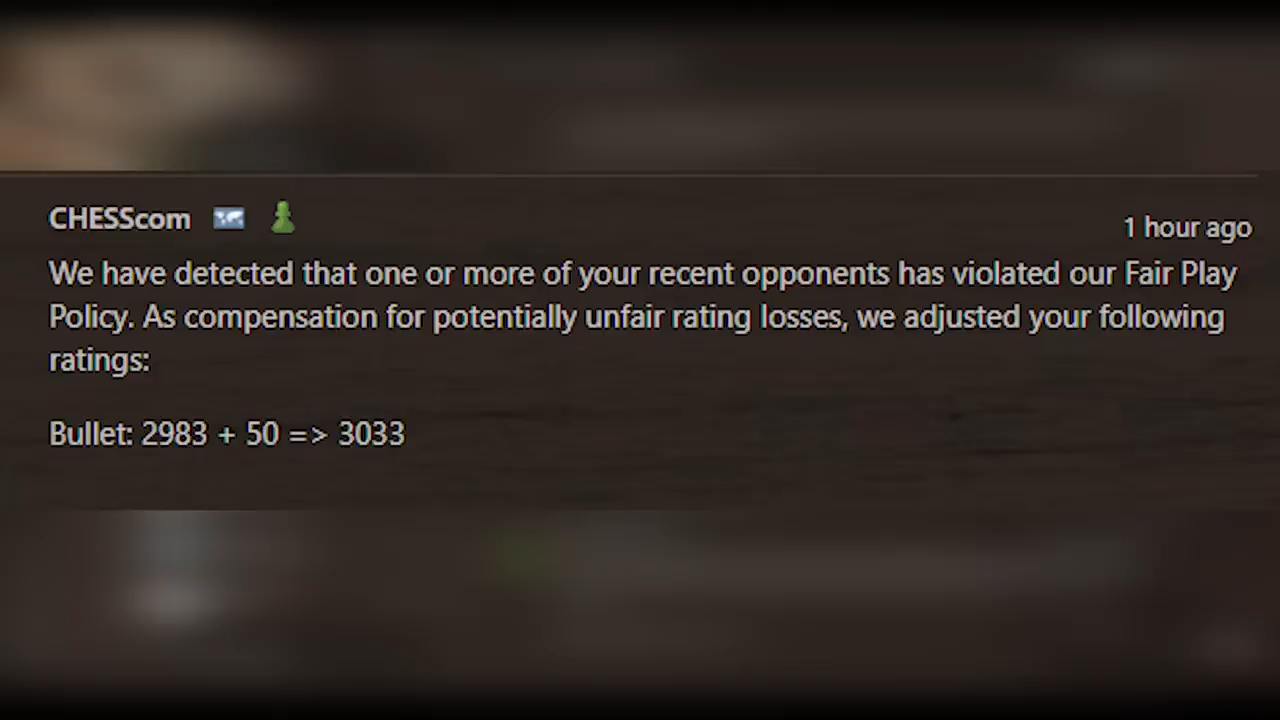 CHESScom
1 hour ago
We have detected that one or more of your recent opponents has violated our Fair Play
Policy. As compensation for potentially unfair rating losses, we adjusted your following
ratings:
Bullet: 2983 + 50 => 3033